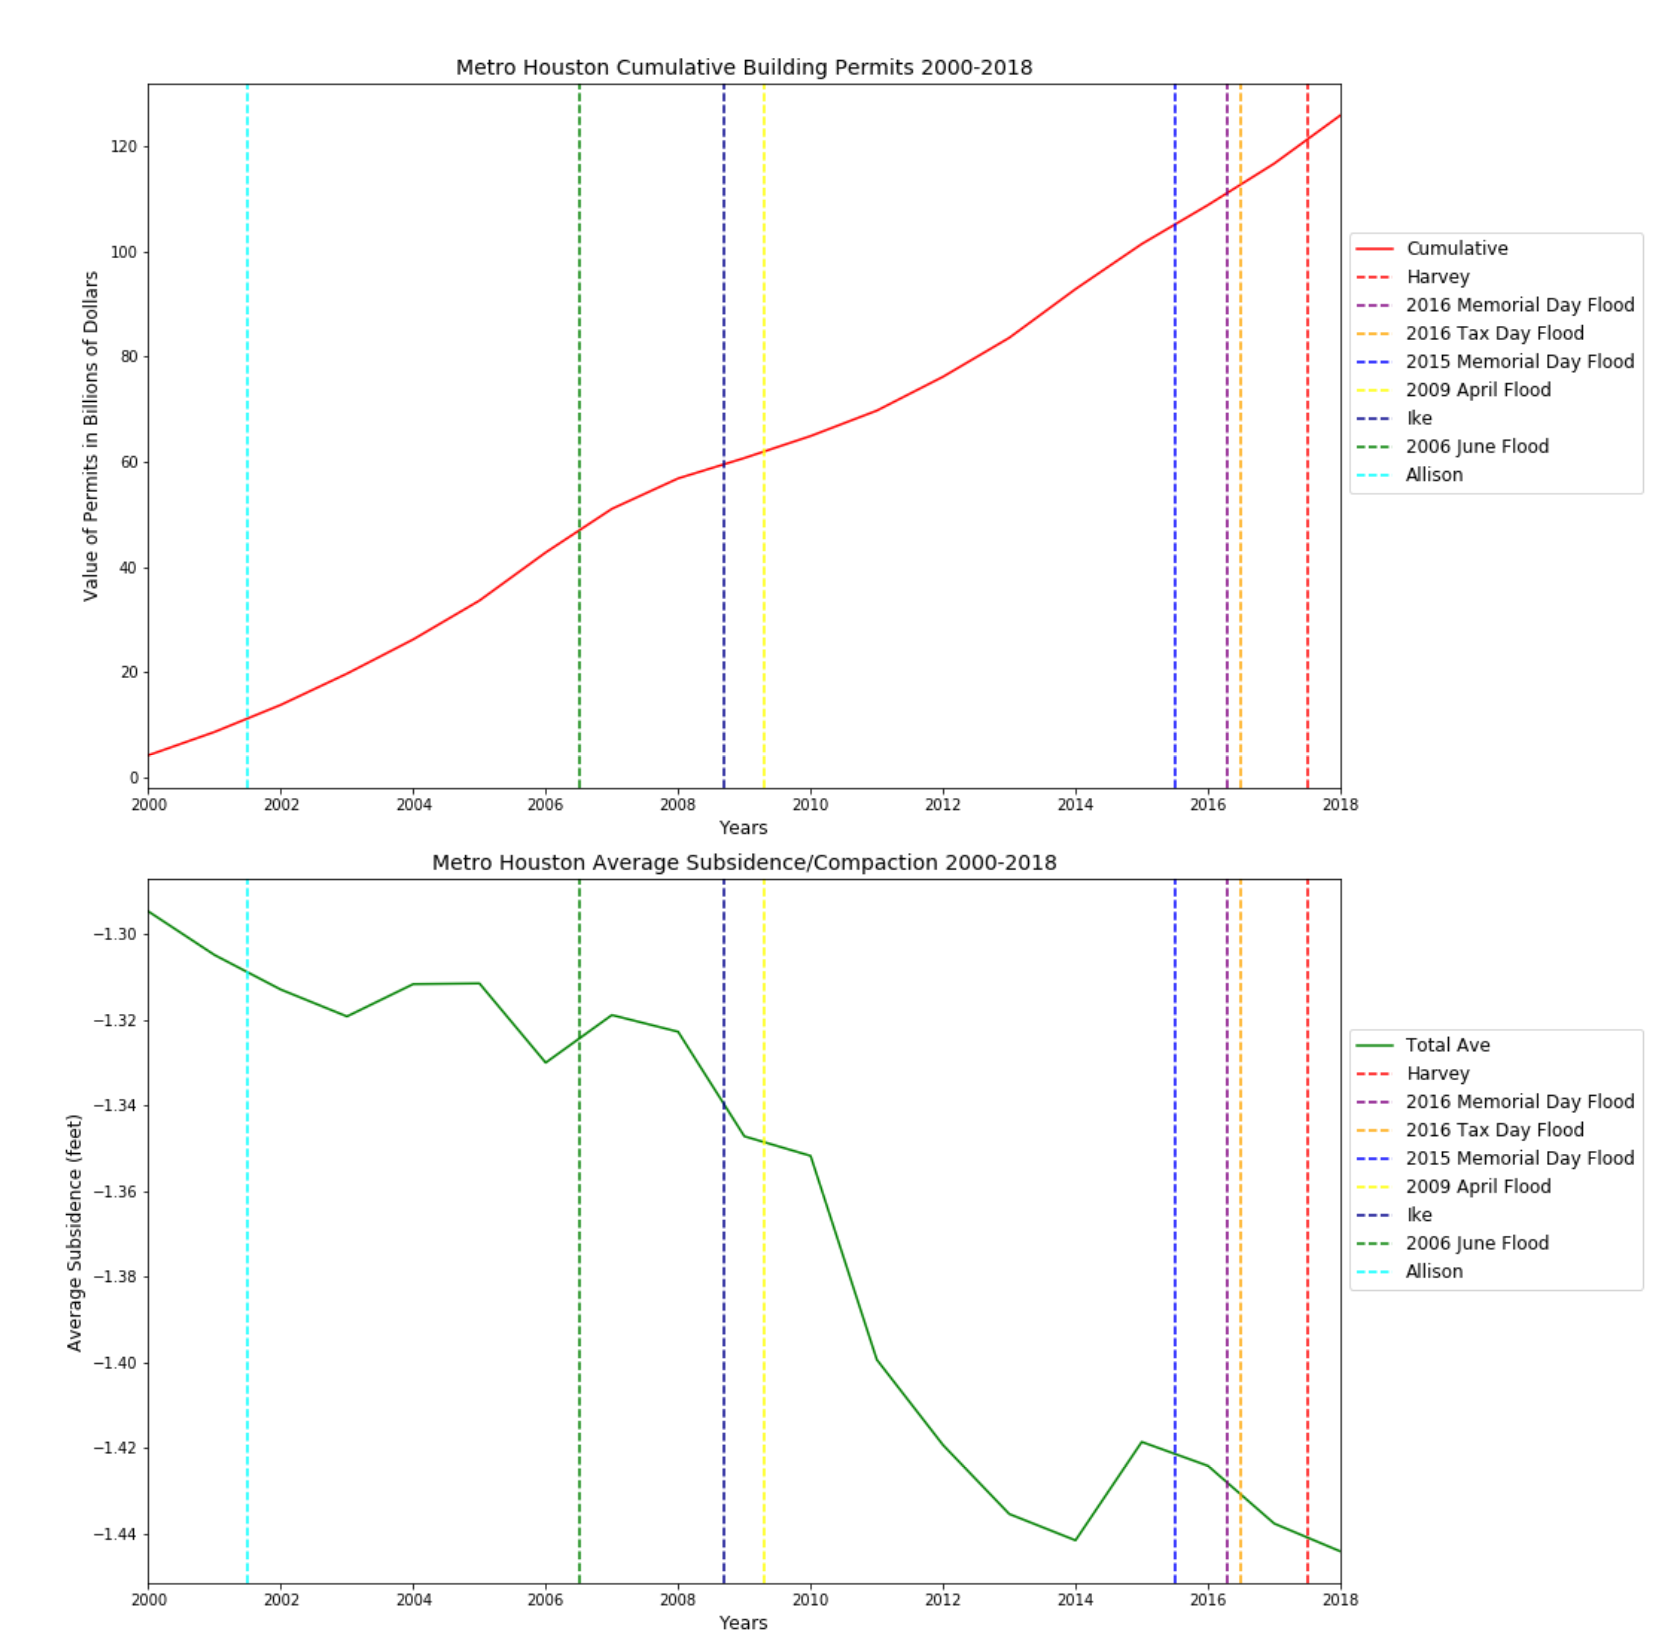 Metro Houston Cumulative Building Permits 2000-2018
Value of Permits in Billions of Dollars
120
100
80
60
40
20
0
2000 2002 2004 2006 2008 2010 2012 2014 2016 2018
Years
Cumulative
Harvey
2016 Memorial Day Flood
2016 Tax Day Flood
2015 Memorial Day Flood
2009 April Flood
Ike
2006 June Flood
Allison
Metro Houston Average Subsidence/Compaction 2000-2018
Average Subsidence (feet)
−1.30
−1.32
−1.34
−1.36
−1.38
−1.40
−1.42
−1.44
2000 2002 2004 2006 2008 2010 2012 2014 2016 2018
Years
Total Ave
Harvey
2016 Memorial Day Flood
2016 Tax Day Flood
2015 Memorial Day Flood
2009 April Flood
Ike
2006 June Flood
Allison